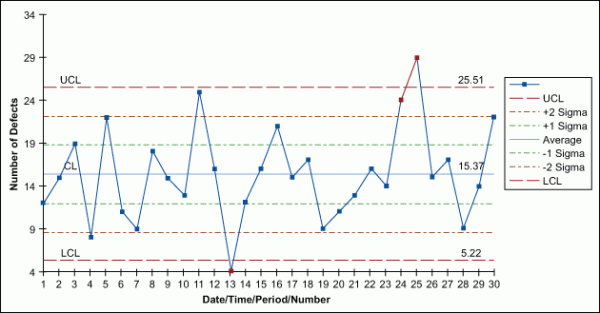 34
29
24
19
14
9
4
Number of Defects
UCL 25.51
CL 15.37
LCL 5.22
1 2 3 4 5 6 7 8 9 10 11 12 13 14 15 16 17 18 19 20 21 22 23 24 25 26 27 28 29 30
Date/Time/Period/Number
UCL
+2 Sigma
+1 Sigma
Average
-1 Sigma
-2 Sigma
LCL